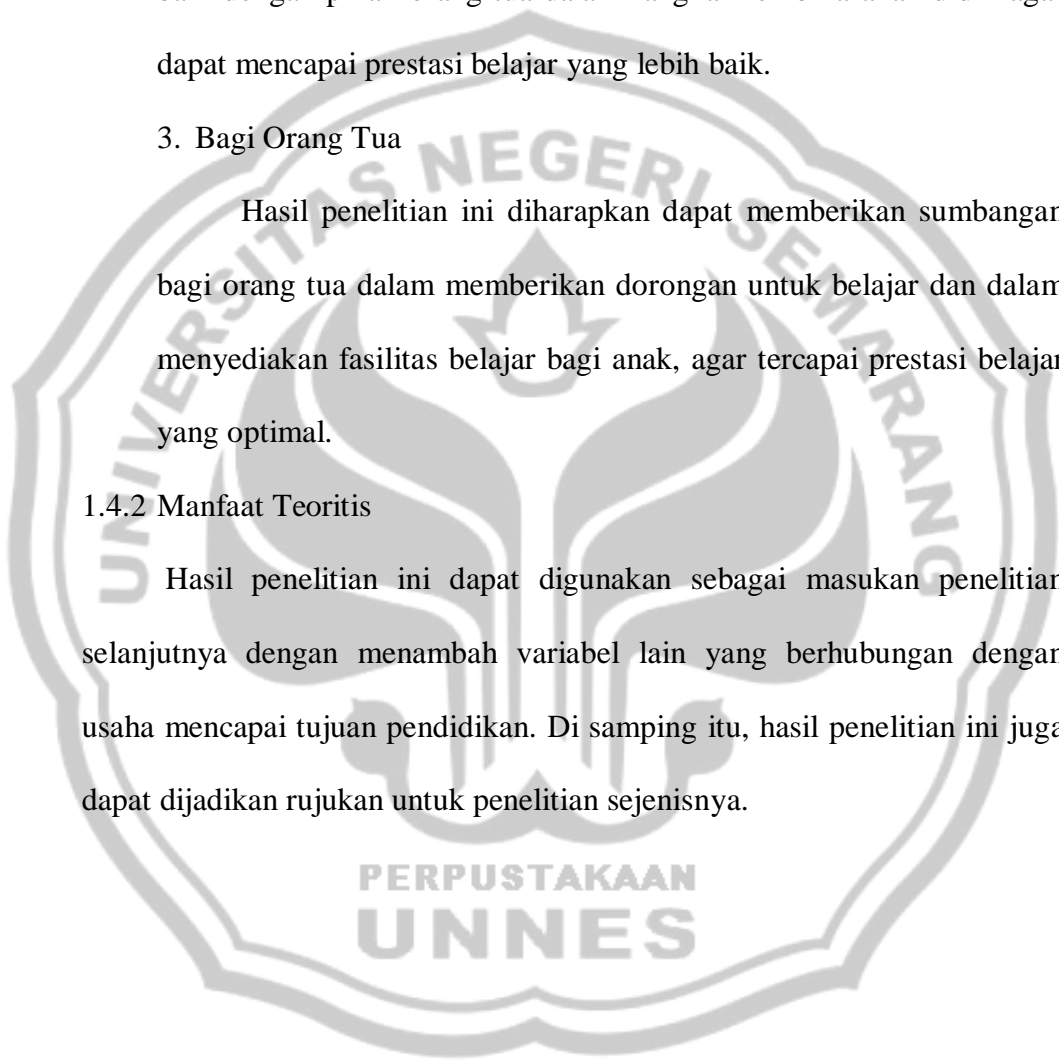 dapat mencapai prestasi belajar yang lebih baik.
3. Bagi Orang Tua
Hasil penelitian ini diharapkan dapat memberikan sumbangan
bagi orang tua dalam memberikan dorongan untuk belajar dan dalam
menyediakan fasilitas belajar bagi anak, agar tercapai prestasi belajar
yang optimal.
1.4.2 Manfaat Teoritis
Hasil penelitian ini dapat digunakan sebagai masukan penelitian
selanjutnya dengan menambah variabel lain yang berhubungan dengan
usaha mencapai tujuan pendidikan. Di samping itu, hasil penelitian ini juga
dapat dijadikan rujukan untuk penelitian sejenisnya.
UNIVERSITAS NEGERI SEMARANG
PERPUSTAKAAN
UNNES